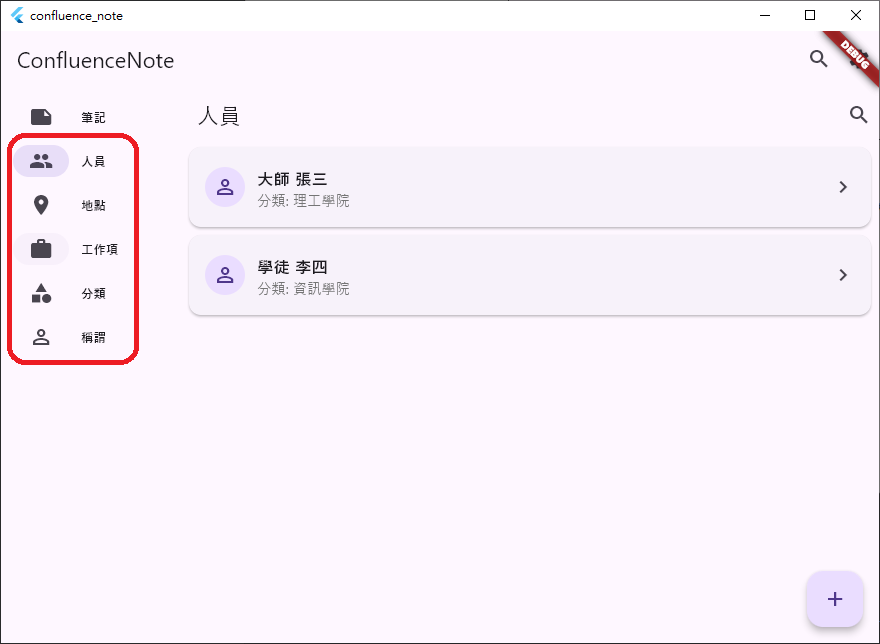 confluence_note
ConfluenceNote
DEBUG
筆記
人員
地點
工作項
分類
稱謂
人員
大師 張三
分類: 理工學院
學徒 李四
分類: 資訊學院